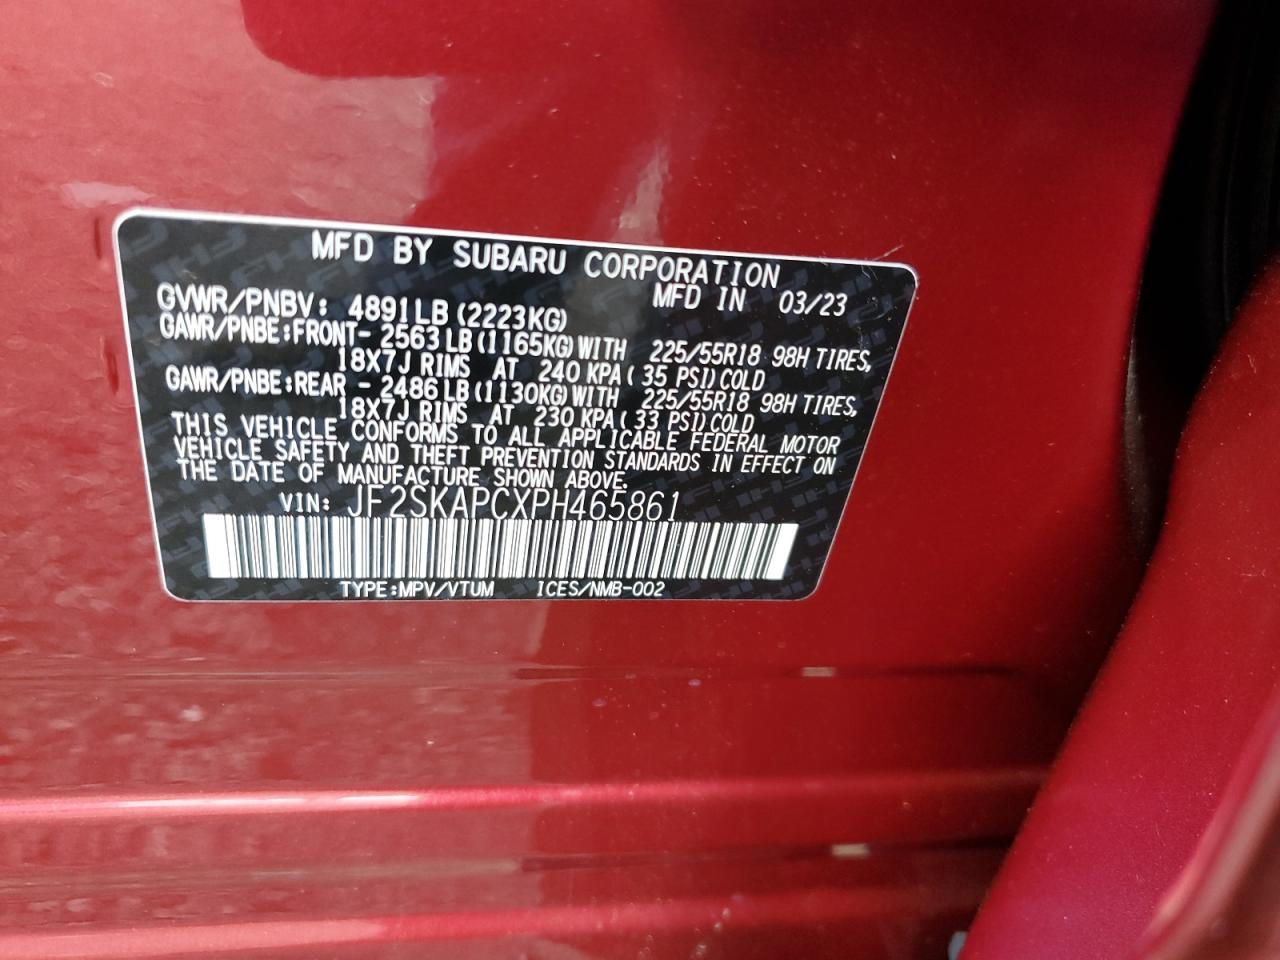 MFD BY SUBARU CORPORATION
MFD IN 03/23
GVWR/PNBV: 4891LB(2223KG)
GAWR/PNBE:FRONT- 2563LB(1165KG)WITH 225/55R18 98H TIRES,
18X7J RIMS AT 240 KPA( 35 PSI)COLD
GAWR/PNBE:REAR - 2486LB(1130KG)WITH 225/55R18 98H TIRES,
18X7J RIMS AT 230 KPA(33 PSI)COLD
THIS VEHICLE CONFORMS TO ALL APPLICABLE FEDERAL MOTOR
VEHICLE SAFETY AND THEFT PREVENTION STANDARDS IN EFFECT ON
THE DATE OF MANUFACTURE SHOWN ABOVE.
VIN: JF2SKAPCXPH465861
TYPE:MPV/VTUM ICES/NMB-002